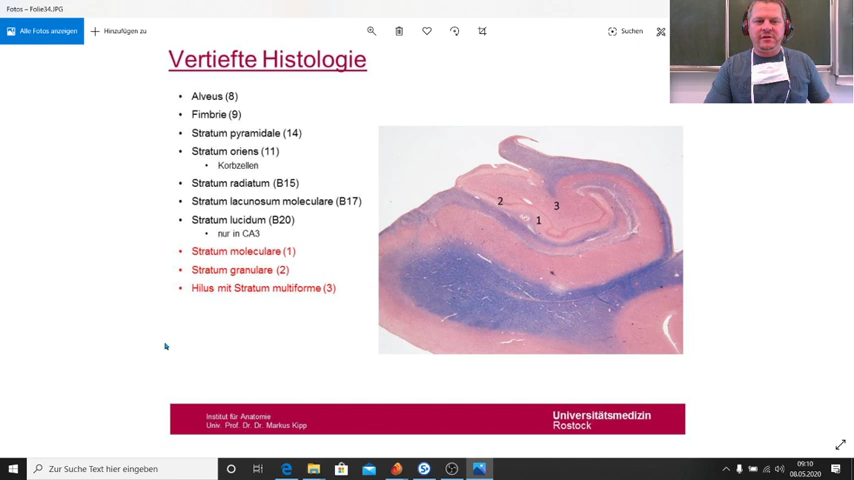 Fotos – Folie34.JPG
Alle Fotos anzeigen
Hinzufügen zu
Suchen
Vertiefte Histologie
• Alveus (8)
• Fimbrie (9)
• Stratum pyramidale (14)
• Stratum oriens (11)
• Korbzellen
• Stratum radiatum (B15)
• Stratum lacunosum moleculare (B17)
• Stratum lucidum (B20)
• nur in CA3
• Stratum moleculare (1)
• Stratum granulare (2)
• Hilus mit Stratum multiforme (3)
2
3
1
Institut für Anatomie
Univ. Prof. Dr. Dr. Markus Kipp
Universitätsmedizin
Rostock
Zur Suche Text hier eingeben
09:10
08.05.2020